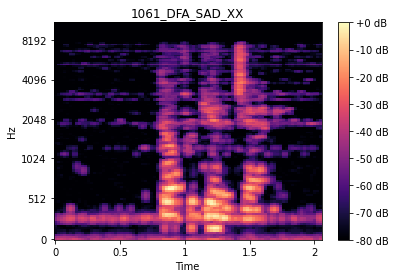 1061_DFA_SAD_XX
8192
4096
2048
1024
512
0
Hz
0
0.5
1
1.5
2
Time
+0 dB
-10 dB
-20 dB
-30 dB
-40 dB
-50 dB
-60 dB
-70 dB
-80 dB